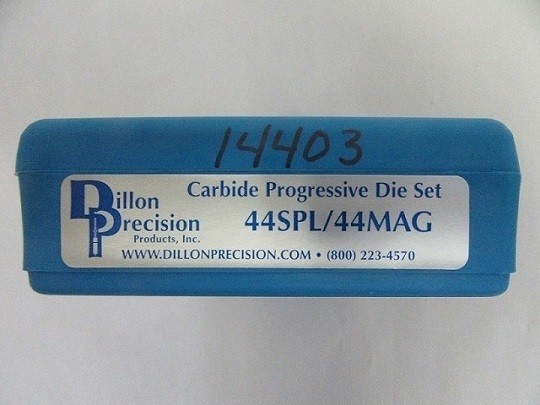 14403
Dillon
Precision
Products, Inc.
Carbide Progressive Die Set
44SPL/44MAG
WWW.DILLONPRECISION.COM • (800) 223-4570